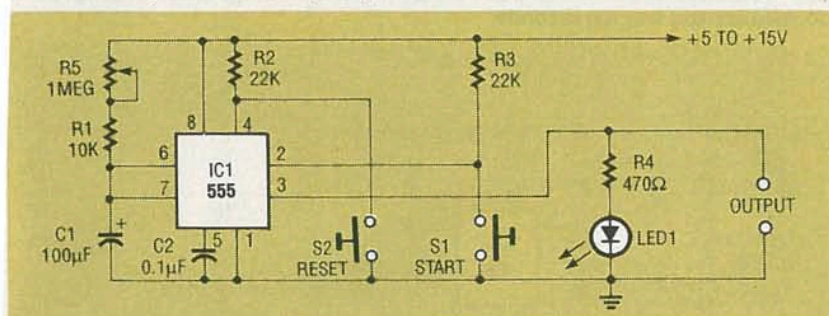 +5 TO +15V
R5
1MEG
R2
22K
R3
22K
R1
10K
8
4
6
IC1
555
2
7
3
R4
470Ω
OUTPUT
C1
100µF
+
C2
0.1µF
5
1
S2
RESET
S1
START
LED1